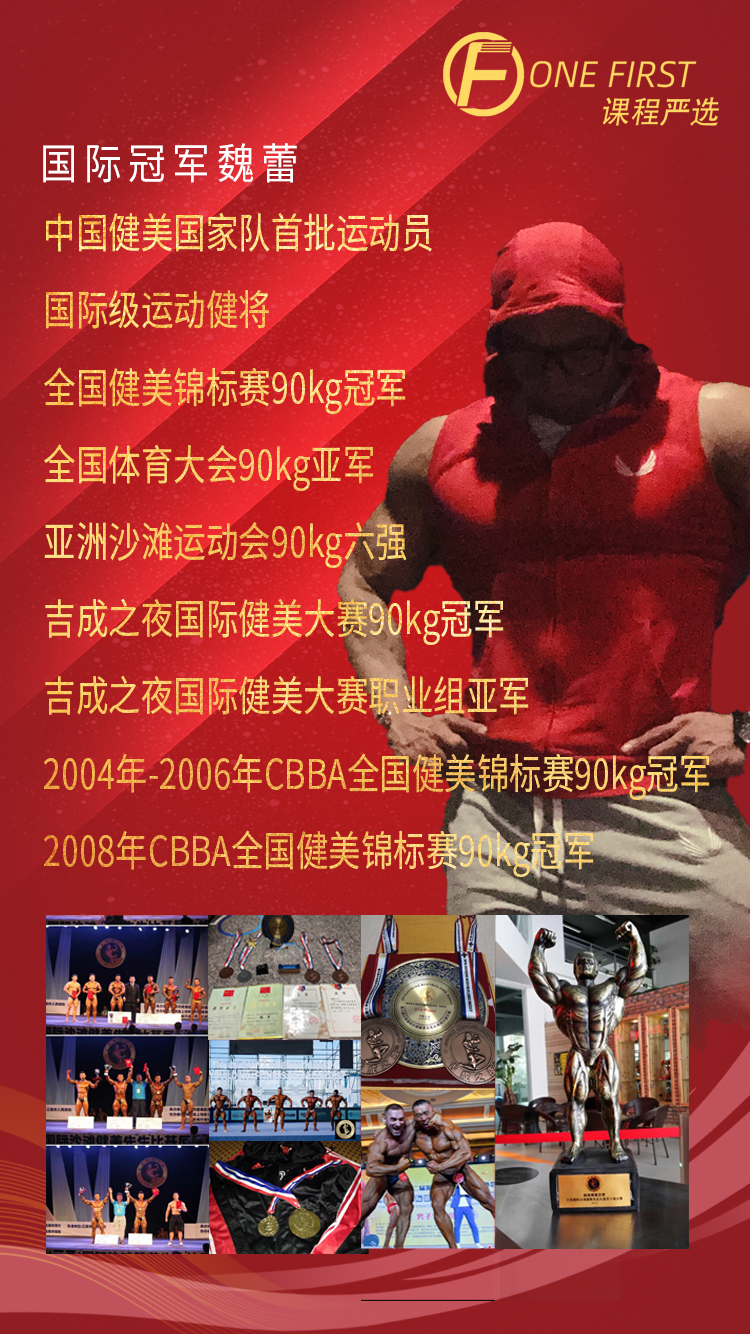 ONE FIRST
课程严选
国际冠军魏蕾
中国健美国家队首批运动员
国际级运动健将
全国健美锦标赛90kg冠军
全国体育大会90kg亚军
亚洲沙滩运动会90kg六强
吉成之夜国际健美大赛90kg冠军
吉成之夜国际健美大赛职业组亚军
2004年-2006年CBBA全国健美锦标赛90kg冠军
2008年CBBA全国健美锦标赛90kg冠军